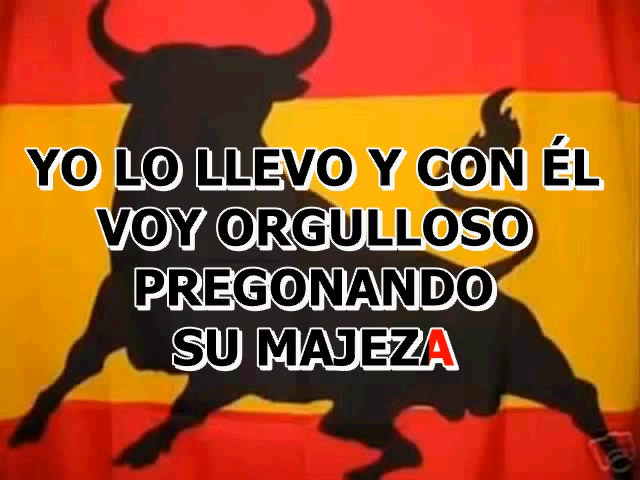 YO LO LLEVO Y CON ÉL
VOY ORGULLOSO
PREGONANDO
SU MAJEZA